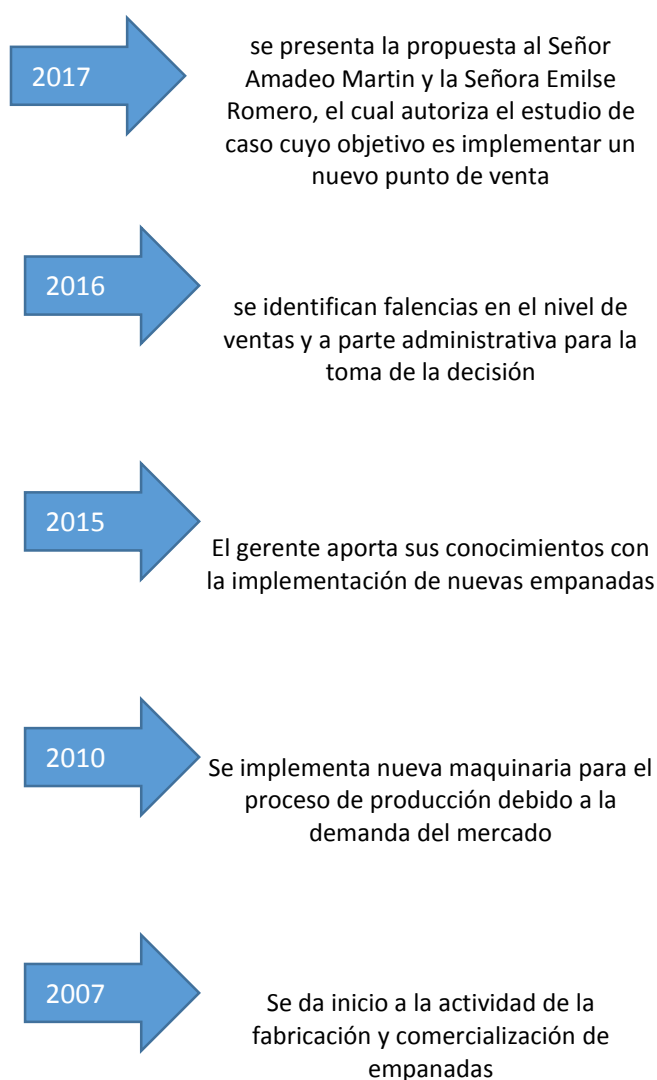 2017
se presenta la propuesta al Señor
Amadeo Martin y la Señora Emilse
Romero, el cual autoriza el estudio de
caso cuyo objetivo es implementar un
nuevo punto de venta
2016
se identifican falencias en el nivel de
ventas y a parte administrativa para la
toma de la decisión
2015
El gerente aporta sus conocimientos con
la implementación de nuevas empanadas
2010
Se implementa nueva maquinaria para el
proceso de producción debido a la
demanda del mercado
2007
Se da inicio a la actividad de la
fabricación y comercialización de
empanadas